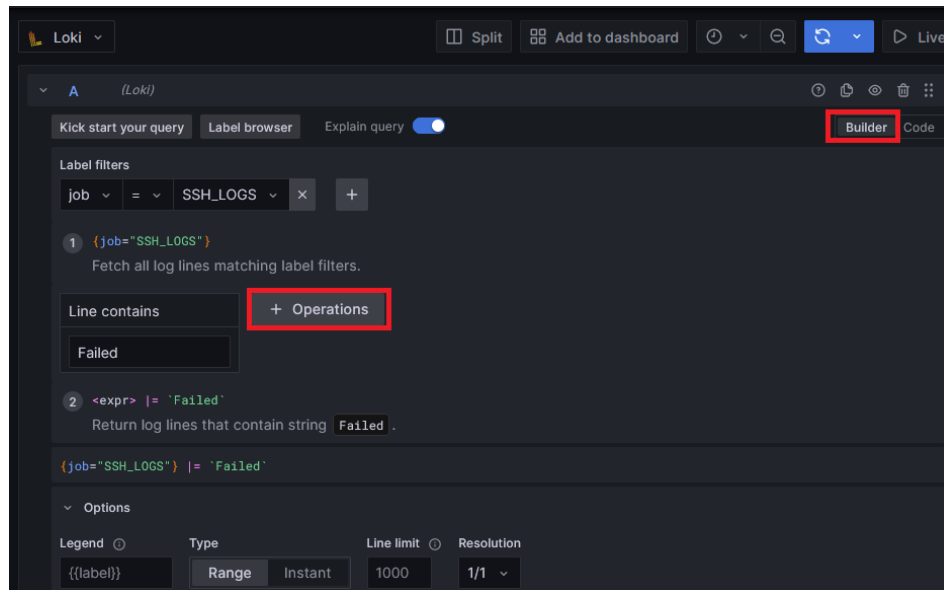 Loki Split Add to dashboard Live
A (Loki)
Kick start your query Label browser Explain query Builder Code
Label filters
job = SSH_LOGS × +
1 {job="SSH_LOGS"}
Fetch all log lines matching label filters.
Line contains + Operations
Failed
2 <expr> |= `Failed`
Return log lines that contain string Failed .
{job="SSH_LOGS"} |= `Failed`
Options
Legend Type Line limit Resolution
{{label}} Range Instant 1000 1/1